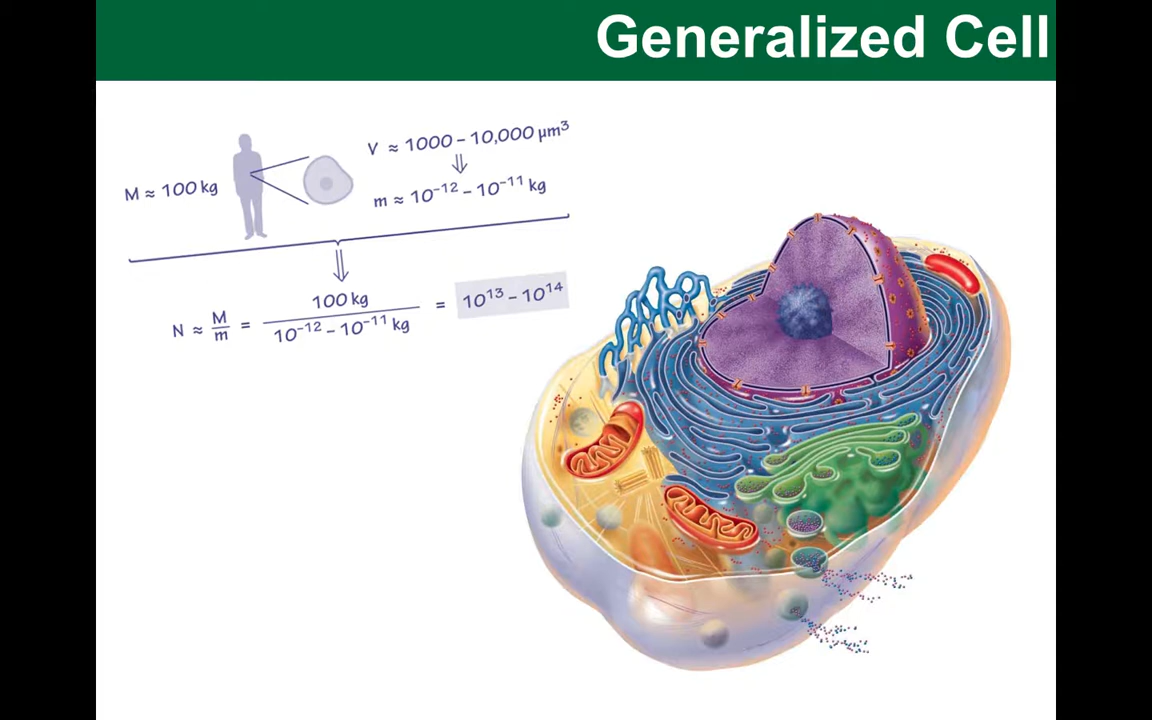 Generalized Cell
M ≈ 100 kg
V ≈ 1000 – 10,000 µm³
⇓
m ≈ 10⁻¹² – 10⁻¹¹ kg
⇓
N ≈ M/m = 100 kg / 10⁻¹² – 10⁻¹¹ kg = 10¹³ – 10¹⁴